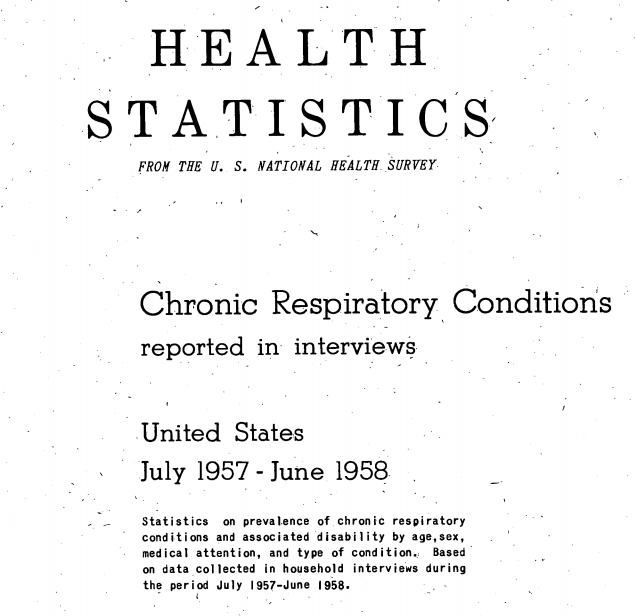 HEALTH
STATISTICS
FROM THE U. S. NATIONAL HEALTH SURVEY
Chronic Respiratory Conditions
reported in interviews
United States
July 1957 - June 1958
Statistics on prevalence of chronic respiratory
conditions and associated disability by age,sex,
medical attention, and type of condition. Based
on data collected in household interviews during
the period July 1957-June 1958.